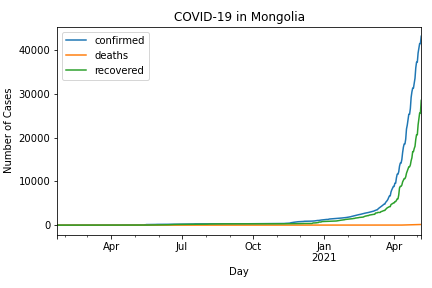 COVID-19 in Mongolia
confirmed
deaths
recovered
Number of Cases
40000
30000
20000
10000
0
Apr
Jul
Oct
Jan
2021
Apr
Day